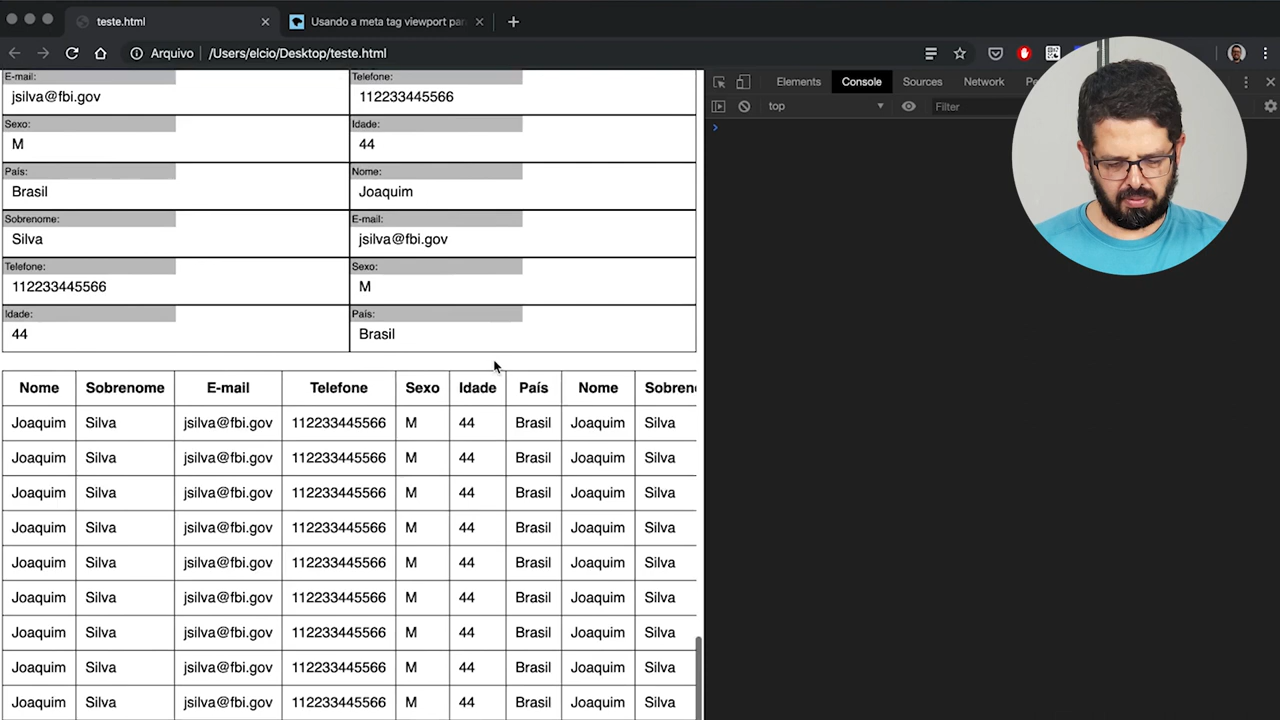 teste.html
Usando a meta tag viewport par
Arquivo /Users/elcio/Desktop/teste.html
Elements Console Sources Network
top Filter
E-mail: Telefone:
jsilva@fbi.gov 112233445566
Sexo: Idade:
M 44
País: Nome:
Brasil Joaquim
Sobrenome: E-mail:
Silva jsilva@fbi.gov
Telefone: Sexo:
112233445566 M
Idade: País:
44 Brasil
Nome Sobrenome E-mail Telefone Sexo Idade País Nome Sobren
Joaquim Silva jsilva@fbi.gov 112233445566 M 44 Brasil Joaquim Silva
Joaquim Silva jsilva@fbi.gov 112233445566 M 44 Brasil Joaquim Silva
Joaquim Silva jsilva@fbi.gov 112233445566 M 44 Brasil Joaquim Silva
Joaquim Silva jsilva@fbi.gov 112233445566 M 44 Brasil Joaquim Silva
Joaquim Silva jsilva@fbi.gov 112233445566 M 44 Brasil Joaquim Silva
Joaquim Silva jsilva@fbi.gov 112233445566 M 44 Brasil Joaquim Silva
Joaquim Silva jsilva@fbi.gov 112233445566 M 44 Brasil Joaquim Silva
Joaquim Silva jsilva@fbi.gov 112233445566 M 44 Brasil Joaquim Silva
Joaquim Silva jsilva@fbi.gov 112233445566 M 44 Brasil Joaquim Silva